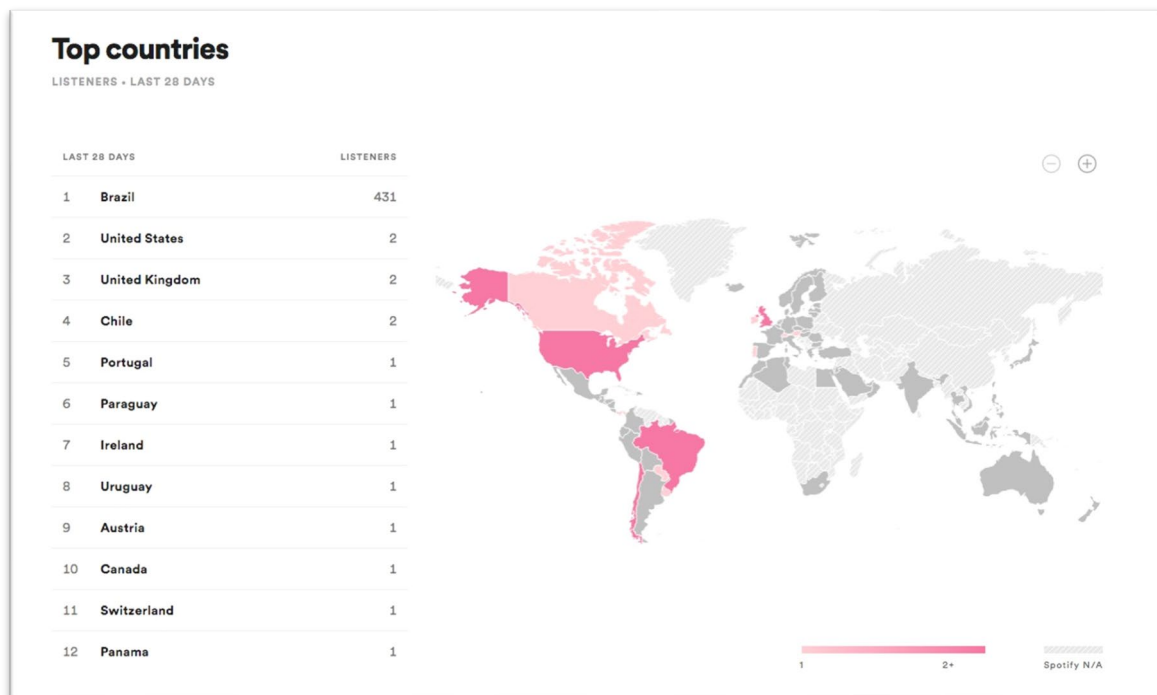 Top countries
LISTENERS • LAST 28 DAYS
LAST 28 DAYS LISTENERS
1 Brazil 431
2 United States 2
3 United Kingdom 2
4 Chile 2
5 Portugal 1
6 Paraguay 1
7 Ireland 1
8 Uruguay 1
9 Austria 1
10 Canada 1
11 Switzerland 1
12 Panama 1
1 2+ Spotify N/A